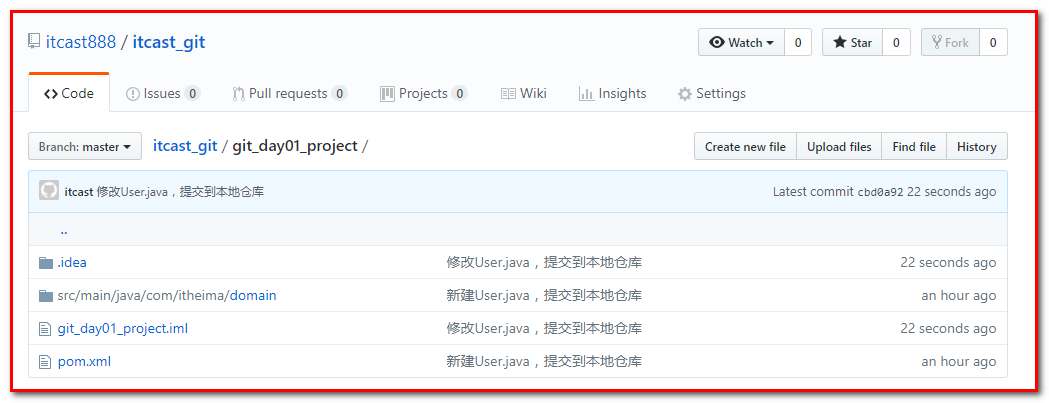 itcast888 / itcast_git
Watch 0 Star 0 Fork 0
Code Issues 0 Pull requests 0 Projects 0 Wiki Insights Settings
Branch: master itcast_git / git_day01_project / Create new file Upload files Find file History
itcast 修改User.java，提交到本地仓库 Latest commit cbd0a92 22 seconds ago
..
.idea 修改User.java，提交到本地仓库 22 seconds ago
src/main/java/com/itheima/domain 新建User.java，提交到本地仓库 an hour ago
git_day01_project.iml 修改User.java，提交到本地仓库 22 seconds ago
pom.xml 新建User.java，提交到本地仓库 an hour ago